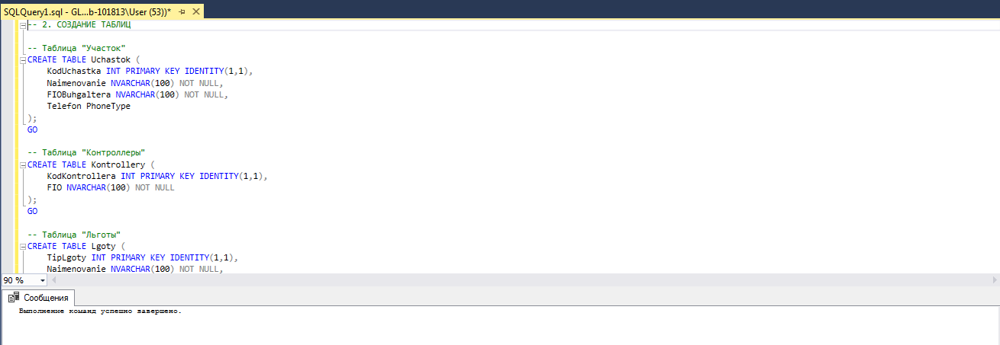 SQLQuery1.sql - GL...b-101813\User (53))*
-- 2. СОЗДАНИЕ ТАБЛИЦ
-- Таблица "Участок"
CREATE TABLE Uchastok (
KodUchastka INT PRIMARY KEY IDENTITY(1,1),
Naimenovanie NVARCHAR(100) NOT NULL,
FIOBuhgaltera NVARCHAR(100) NOT NULL,
Telefon PhoneType
);
GO
-- Таблица "Контроллеры"
CREATE TABLE Kontrollery (
KodKontrollera INT PRIMARY KEY IDENTITY(1,1),
FIO NVARCHAR(100) NOT NULL
);
GO
-- Таблица "Льготы"
CREATE TABLE Lgoty (
TipLgoty INT PRIMARY KEY IDENTITY(1,1),
Naimenovanie NVARCHAR(100) NOT NULL,
90 %
Сообщения
Выполнение команд успешно завершено.